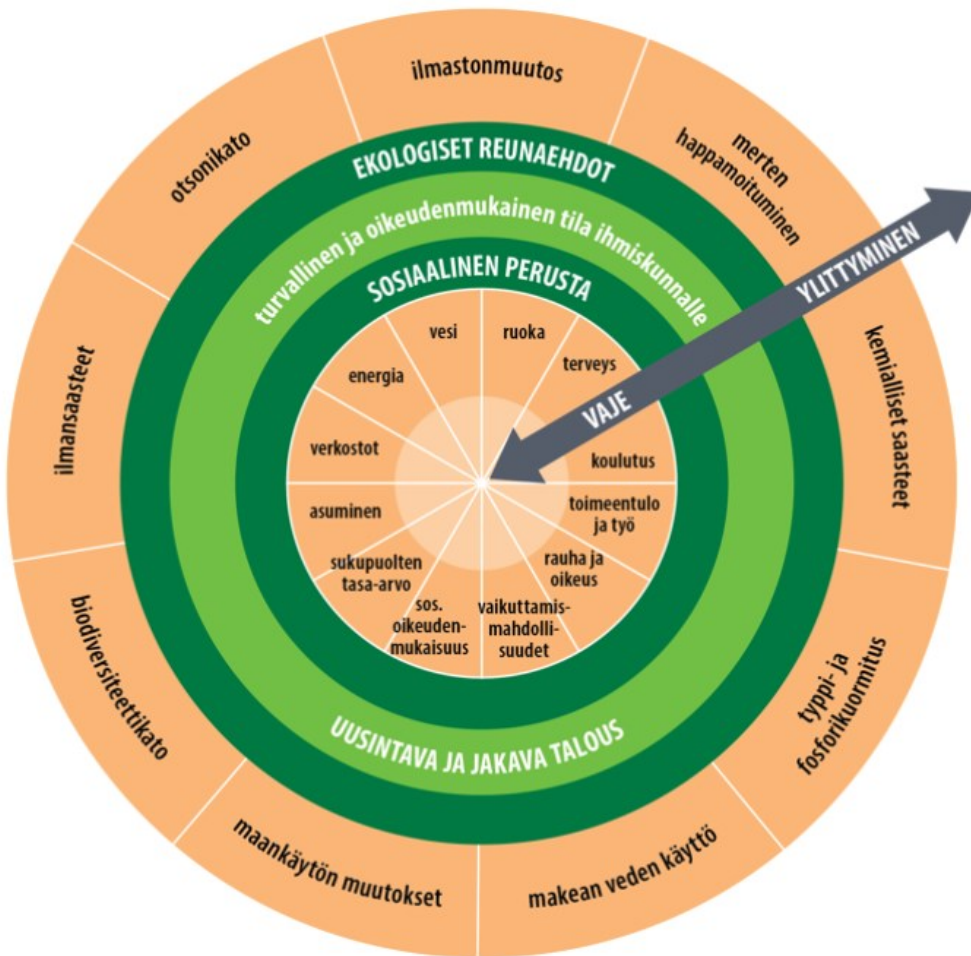 ilmastonmuutos
merten
happamoituminen
kemialliset saasteet
typpi- ja
fosforikuormitus
makean veden käyttö
maankäytön muutokset
biodiversiteettikato
ilmansaasteet
otsonikato
EKOLOGISET REUNAEHDOT
turvallinen ja oikeudenmukainen tila ihmiskunnalle
SOSIAALINEN PERUSTA
YLITTYMINEN
VAJE
vesi
ruoka
terveys
koulutus
toimeentulo
ja työ
rauha ja
oikeus
vaikuttamis-
mahdolli-
suudet
sos.
oikeuden-
mukaisuus
sukupuolten
tasa-arvo
asuminen
verkostot
energia
UUSINTAVA JA JAKAVA TALOUS